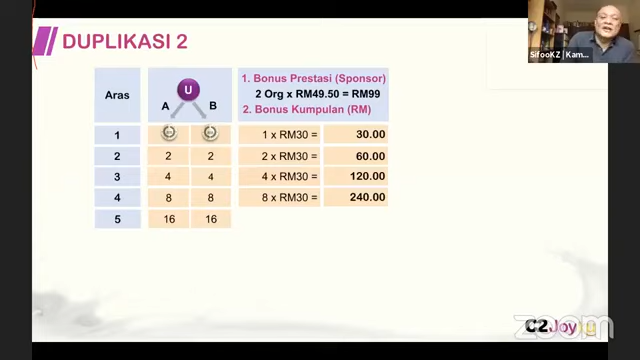 DUPLIKASI 2
SifooKZ | Kam...
Aras
U
A B
1. Bonus Prestasi (Sponsor)
2 Org x RM49.50 = RM99
2. Bonus Kumpulan (RM)
1 1 x RM30 = 30.00
2 2 2 2 x RM30 = 60.00
3 4 4 4 x RM30 = 120.00
4 8 8 8 x RM30 = 240.00
5 16 16
C2Joy
zoom